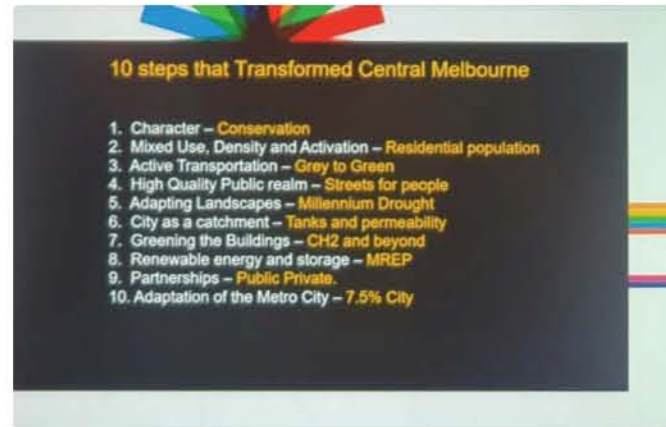 10 steps that Transformed Central Melbourne
1. Character – Conservation
2. Mixed Use, Density and Activation – Residential population
3. Active Transportation – Grey to Green
4. High Quality Public realm – Streets for people
5. Adapting Landscapes – Millennium Drought
6. City as a catchment – Tanks and permeability
7. Greening the Buildings – CH2 and beyond
8. Renewable energy and storage – MREP
9. Partnerships – Public Private.
10. Adaptation of the Metro City – 7.5% City